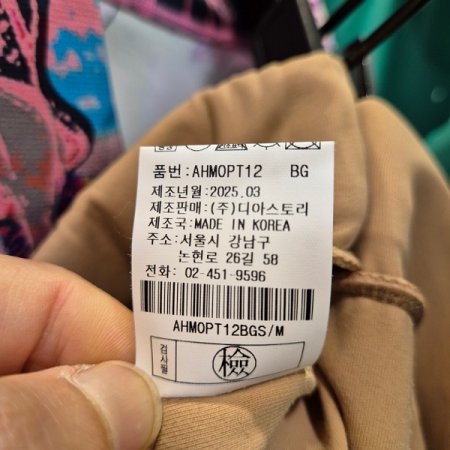 품번:AHMOPT12 BG
제조년월:2025.03
제조판매:(주)디아스토리
제조국:MADE IN KOREA
주소:서울시 강남구
논현로 26길 58
전화: 02-451-9596
AHMOPT12BGS/M
검사필
檢